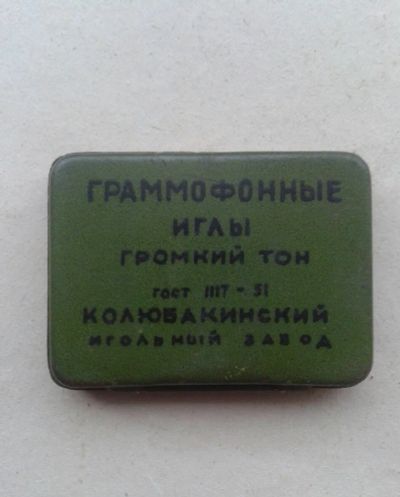 ГРАММОФОННЫЕ
ИГЛЫ
ГРОМКИЙ ТОН
ГОСТ 1117-51
КОЛЮБАКИНСКИЙ
ИГОЛЬНЫЙ ЗАВОД